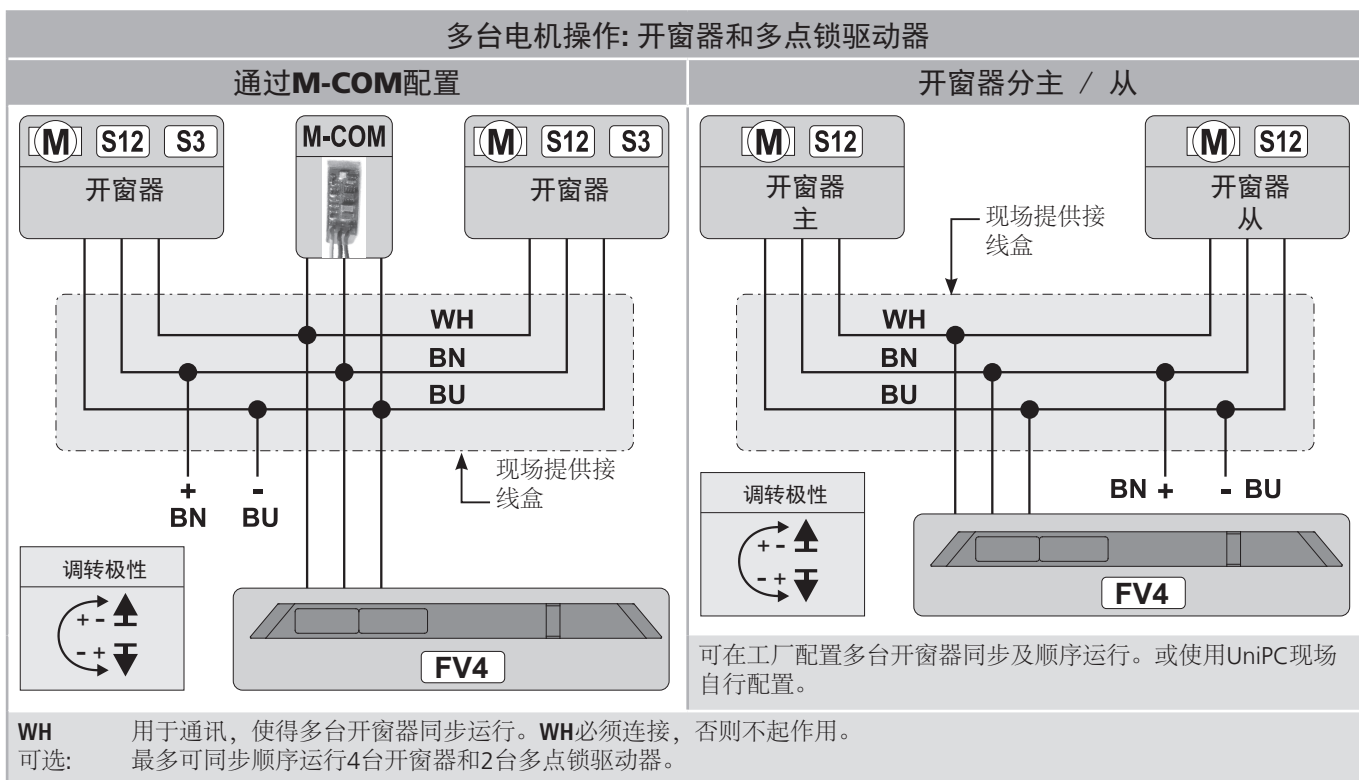 多台电机操作: 开窗器和多点锁驱动器
通过M-COM配置
M S12 S3
开窗器
M-COM
M S12 S3
开窗器
WH
BN
BU
现场提供接
线盒
+
BN
-
BU
调转极性
+ -
- +
FV4
开窗器分主 / 从
M S12
开窗器
主
M S12
开窗器
从
现场提供接
线盒
WH
BN
BU
BN + - BU
调转极性
+ -
- +
FV4
可在工厂配置多台开窗器同步及顺序运行。或使用UniPC现场
自行配置。
WH 用于通讯，使得多台开窗器同步运行。WH必须连接，否则不起作用。
可选: 最多可同步顺序运行4台开窗器和2台多点锁驱动器。